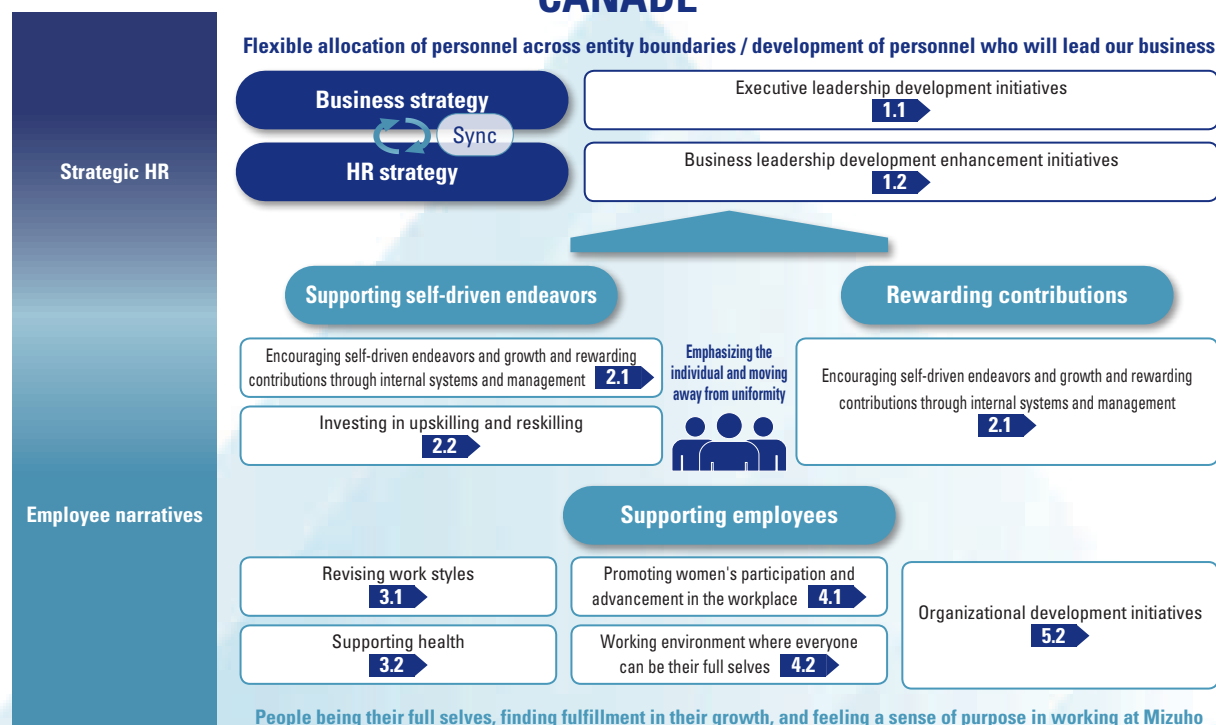 CANADE
Flexible allocation of personnel across entity boundaries / development of personnel who will lead our business
Strategic HR
Business strategy
Sync
HR strategy
Executive leadership development initiatives
1.1
Business leadership development enhancement initiatives
1.2
Supporting self-driven endeavors
Rewarding contributions
Encouraging self-driven endeavors and growth and rewarding
contributions through internal systems and management 2.1
Investing in upskilling and reskilling
2.2
Emphasizing the
individual and moving
away from uniformity
Encouraging self-driven endeavors and growth and rewarding
contributions through internal systems and management
2.1
Employee narratives
Supporting employees
Revising work styles
3.1
Supporting health
3.2
Promoting women's participation and
advancement in the workplace 4.1
Working environment where everyone
can be their full selves 4.2
Organizational development initiatives
5.2
People being their full selves, finding fulfillment in their growth, and feeling a sense of purpose in working at Mizuho